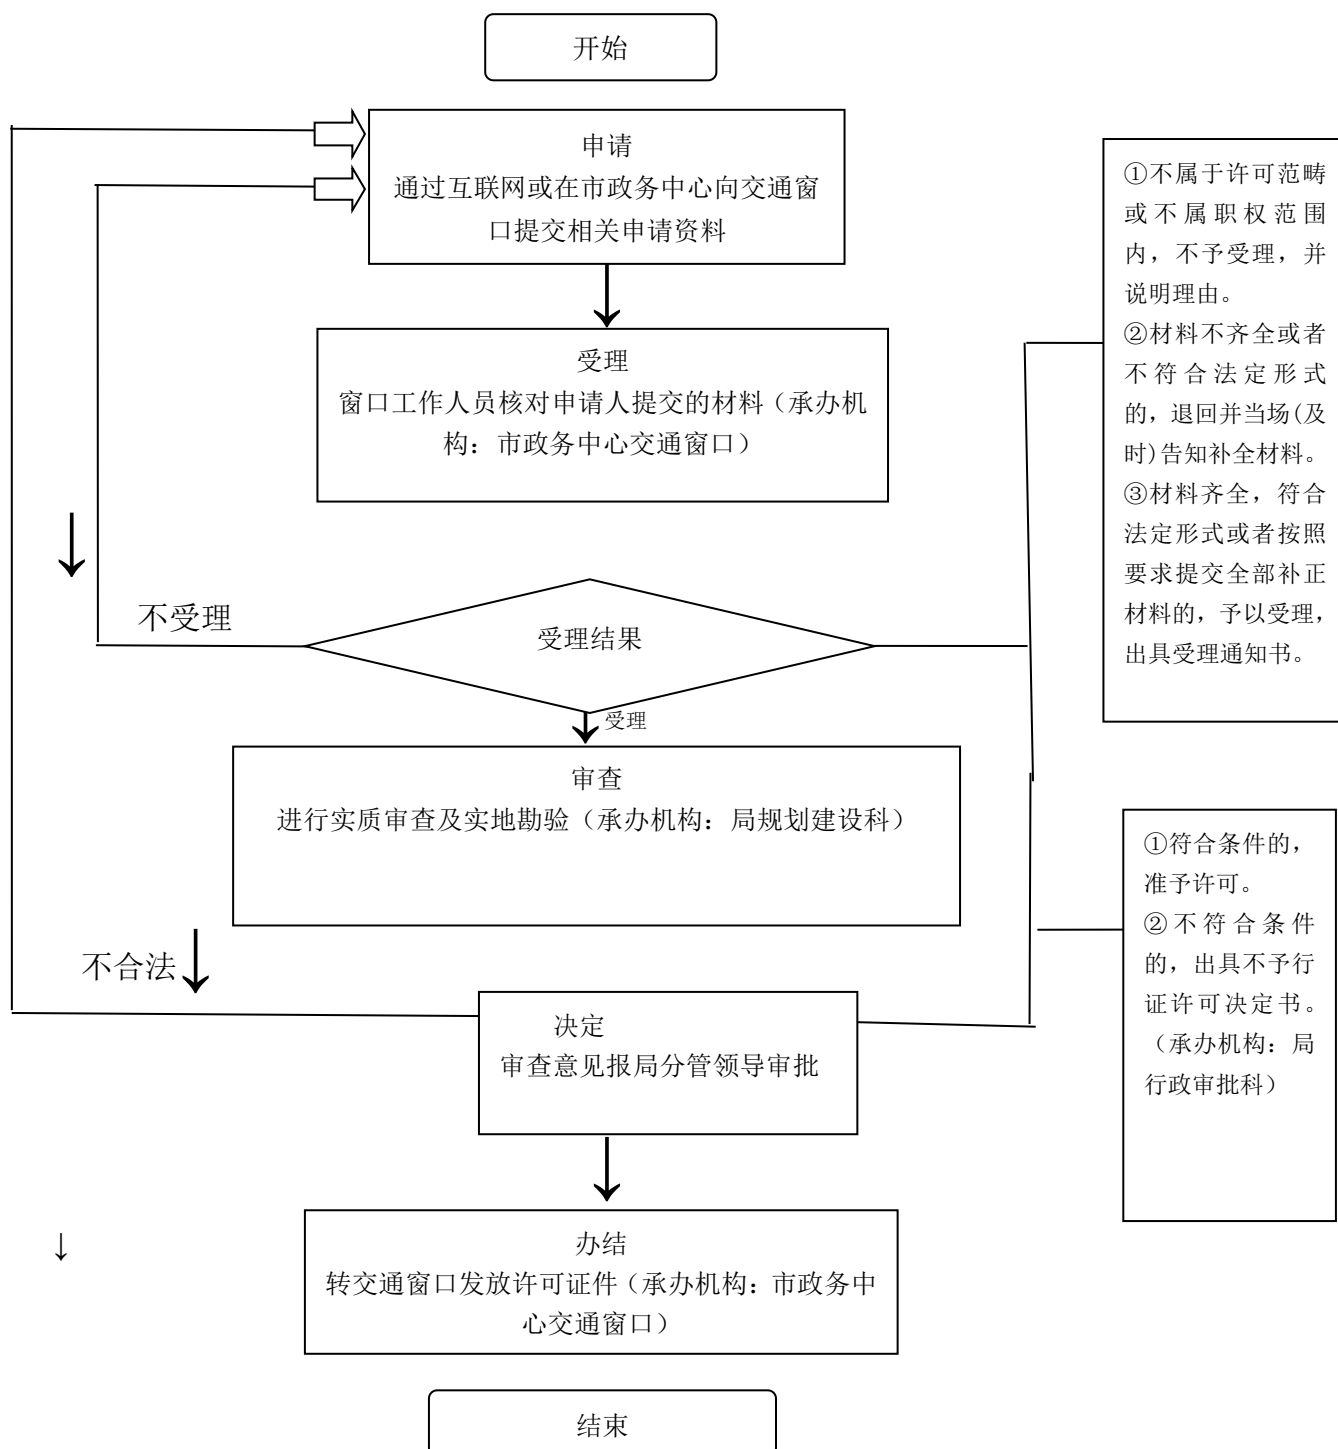 开始
申请
通过互联网或在市政务中心向交通窗
口提交相关申请资料
①不属于许可范畴
或不属职权范围
内，不予受理，并
说明理由。
②材料不齐全或者
不符合法定形式
的，退回并当场(及
时)告知补全材料。
③材料齐全，符合
法定形式或者按照
要求提交全部补正
材料的，予以受理，
出具受理通知书。
受理
窗口工作人员核对申请人提交的材料（承办机
构：市政务中心交通窗口）
↓
不受理
受理结果
受理
审查
进行实质审查及实地勘验（承办机构：局规划建设科）
①符合条件的，
准予许可。
②不符合条件
的，出具不予行
证许可决定书。
（承办机构：局
行政审批科）
不合法
↓
决定
审查意见报局分管领导审批
↓
办结
转交通窗口发放许可证件（承办机构：市政务中
心交通窗口）
结束